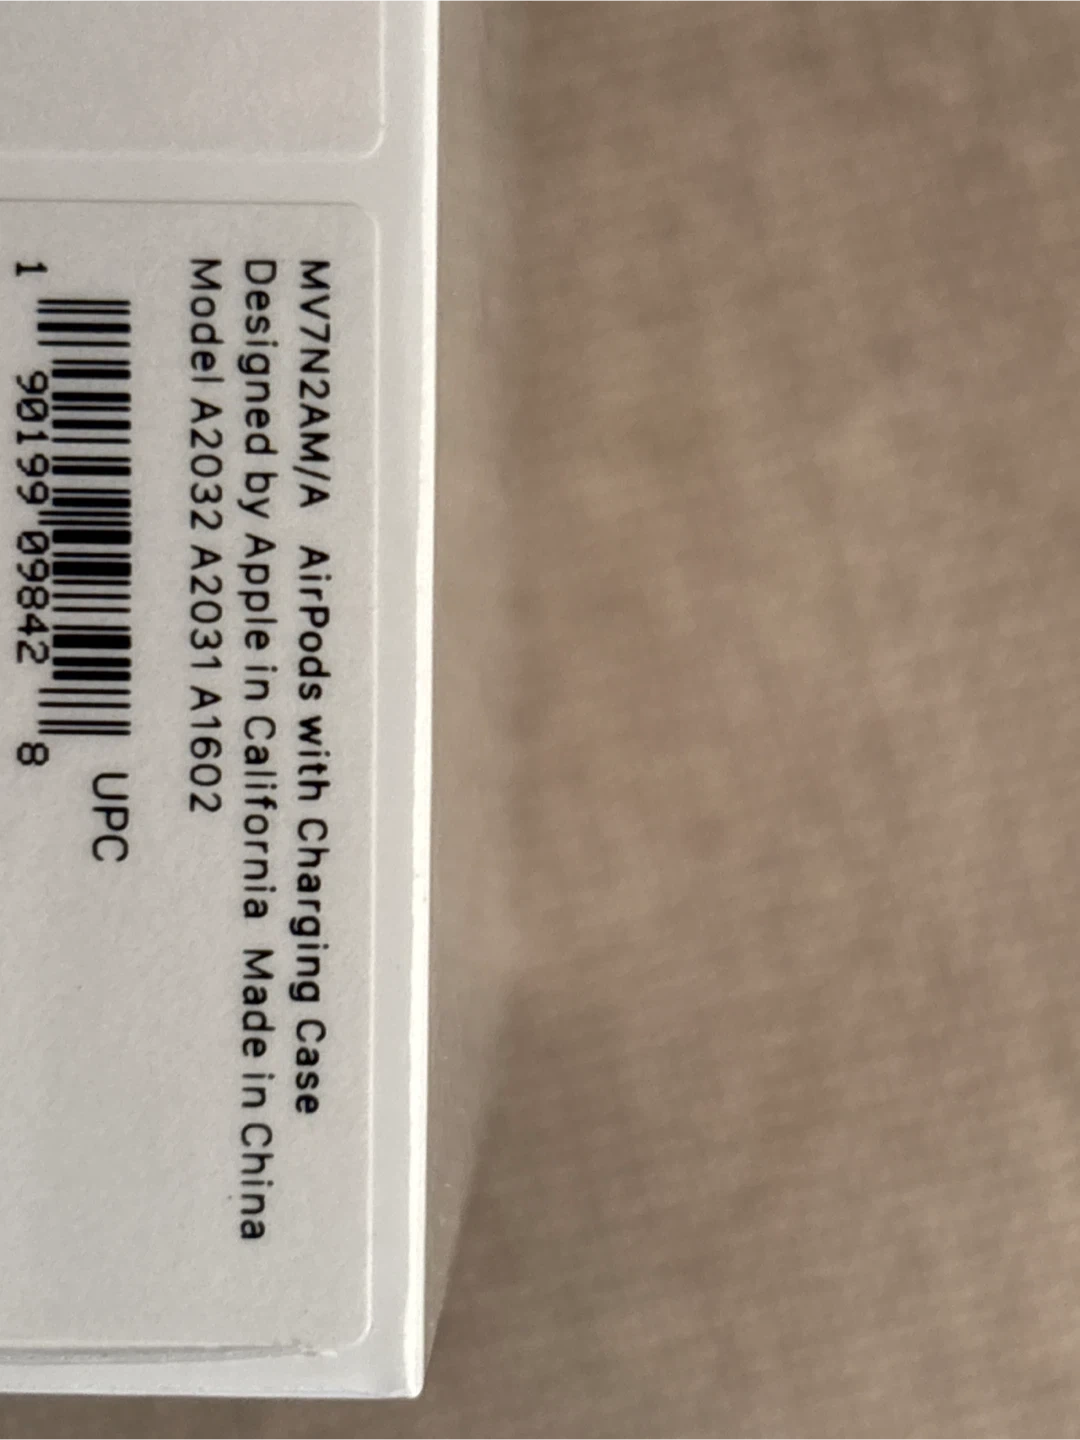 MV7N2AM/A AirPods with Charging Case
Designed by Apple in California Made in China
Model A2032 A2031 A1602
UPC
1 90199 09842 8